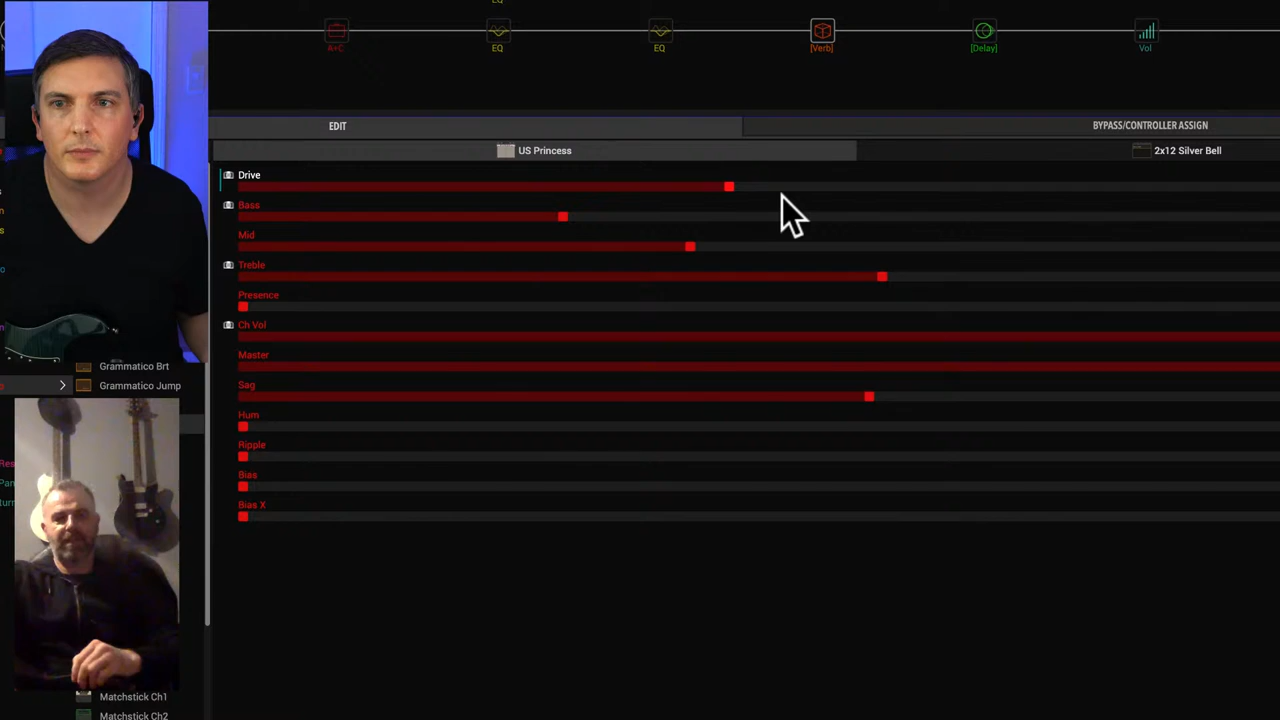 EQ
A+C
EQ
EQ
[Verb]
[Delay]
Vol
EDIT
BYPASS/CONTROLLER ASSIGN
US Princess
2x12 Silver Bell
Drive
Bass
Mid
Treble
Presence
Ch Vol
Master
Sag
Hum
Ripple
Bias
Bias X
Grammatico Brt
Grammatico Jump
Matchstick Ch1
Matchstick Ch2